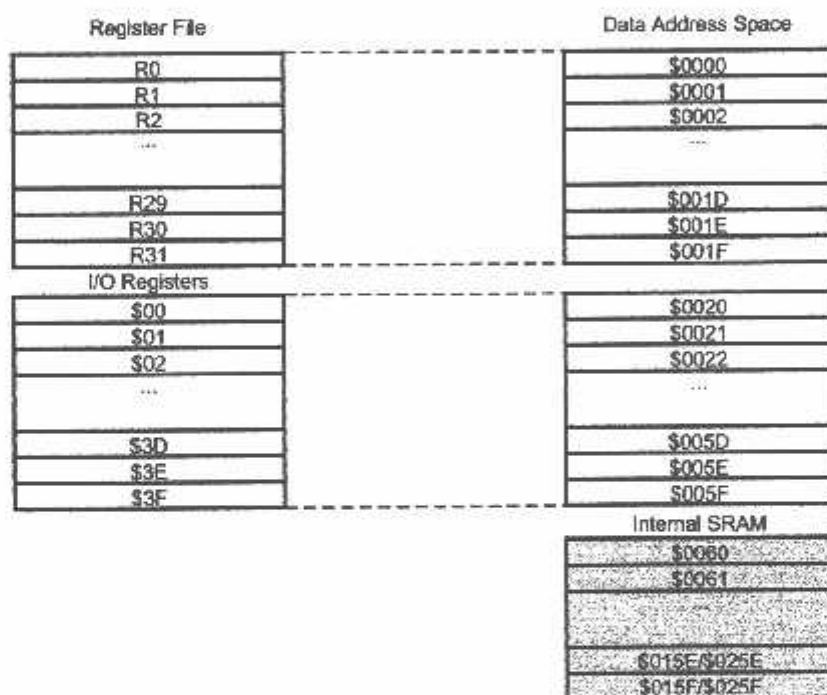 Register File
R0
R1
R2
...
R29
R30
R31
I/O Registers
$00
$01
$02
...
$3D
$3E
$3F
Data Address Space
$0000
$0001
$0002
...
$001D
$001E
$001F
$0020
$0021
$0022
...
$005D
$005E
$005F
Internal SRAM
$0060
$0061
...
$015E/$025E
$015F/$025F